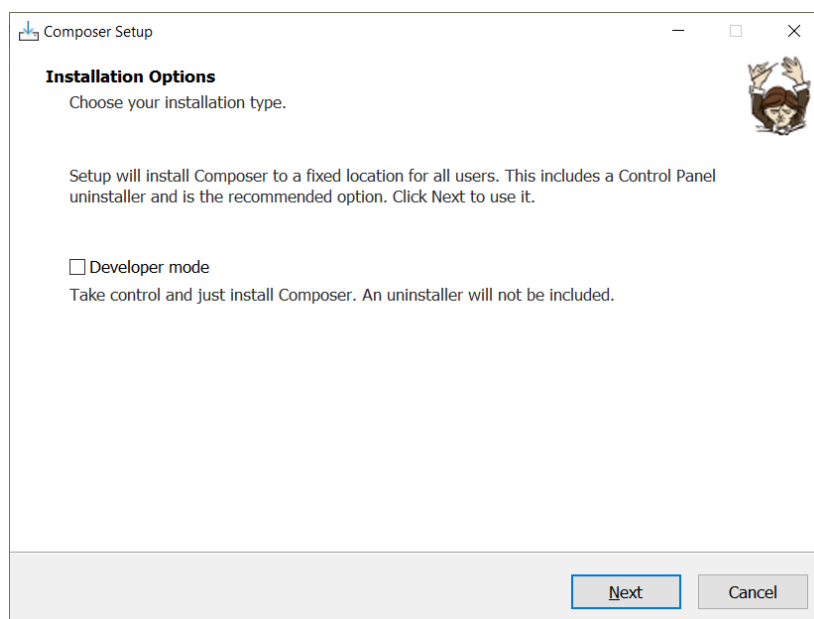 Composer Setup
Installation Options
Choose your installation type.
Setup will install Composer to a fixed location for all users. This includes a Control Panel
uninstaller and is the recommended option. Click Next to use it.
Developer mode
Take control and just install Composer. An uninstaller will not be included.
Next
Cancel